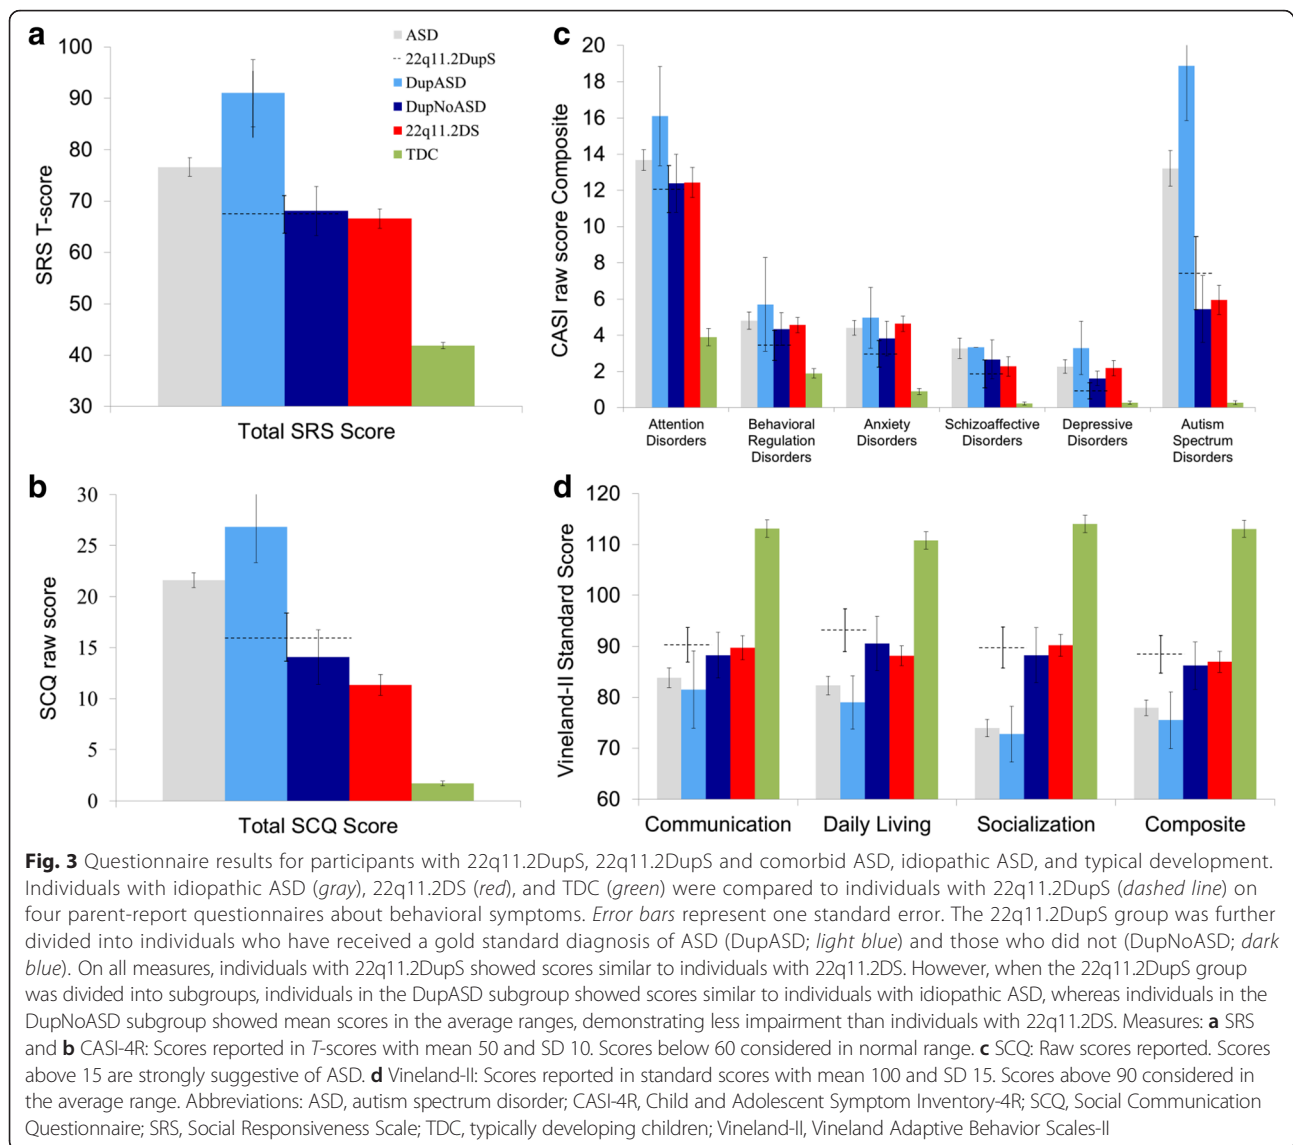 a
100
90
80
70
60
50
40
30
SRS T-score
Total SRS Score
ASD
22q11.2DupS
DupASD
DupNoASD
22q11.2DS
TDC
c
20
18
16
14
12
10
8
6
4
2
0
CASI raw score Composite
Attention
Disorders
Behavioral
Regulation
Disorders
Anxiety
Disorders
Schizoaffective
Disorders
Depressive
Disorders
Autism
Spectrum
Disorders
b
30
25
20
15
10
5
0
SCQ raw score
Total SCQ Score
d
120
110
100
90
80
70
60
Vineland-II Standard Score
Communication
Daily Living
Socialization
Composite
Fig. 3 Questionnaire results for participants with 22q11.2DupS, 22q11.2DupS and comorbid ASD, idiopathic ASD, and typical development.
Individuals with idiopathic ASD (gray), 22q11.2DS (red), and TDC (green) were compared to individuals with 22q11.2DupS (dashed line) on
four parent-report questionnaires about behavioral symptoms. Error bars represent one standard error. The 22q11.2DupS group was further
divided into individuals who have received a gold standard diagnosis of ASD (DupASD; light blue) and those who did not (DupNoASD; dark
blue). On all measures, individuals with 22q11.2DupS showed scores similar to individuals with 22q11.2DS. However, when the 22q11.2DupS group
was divided into subgroups, individuals in the DupASD subgroup showed scores similar to individuals with idiopathic ASD, whereas individuals in the
DupNoASD subgroup showed mean scores in the average ranges, demonstrating less impairment than individuals with 22q11.2DS. Measures: a SRS
and b CASI-4R: Scores reported in T-scores with mean 50 and SD 10. Scores below 60 considered in normal range. c SCQ: Raw scores reported. Scores
above 15 are strongly suggestive of ASD. d Vineland-II: Scores reported in standard scores with mean 100 and SD 15. Scores above 90 considered in
the average range. Abbreviations: ASD, autism spectrum disorder; CASI-4R, Child and Adolescent Symptom Inventory-4R; SCQ, Social Communication
Questionnaire; SRS, Social Responsiveness Scale; TDC, typically developing children; Vineland-II, Vineland Adaptive Behavior Scales-II